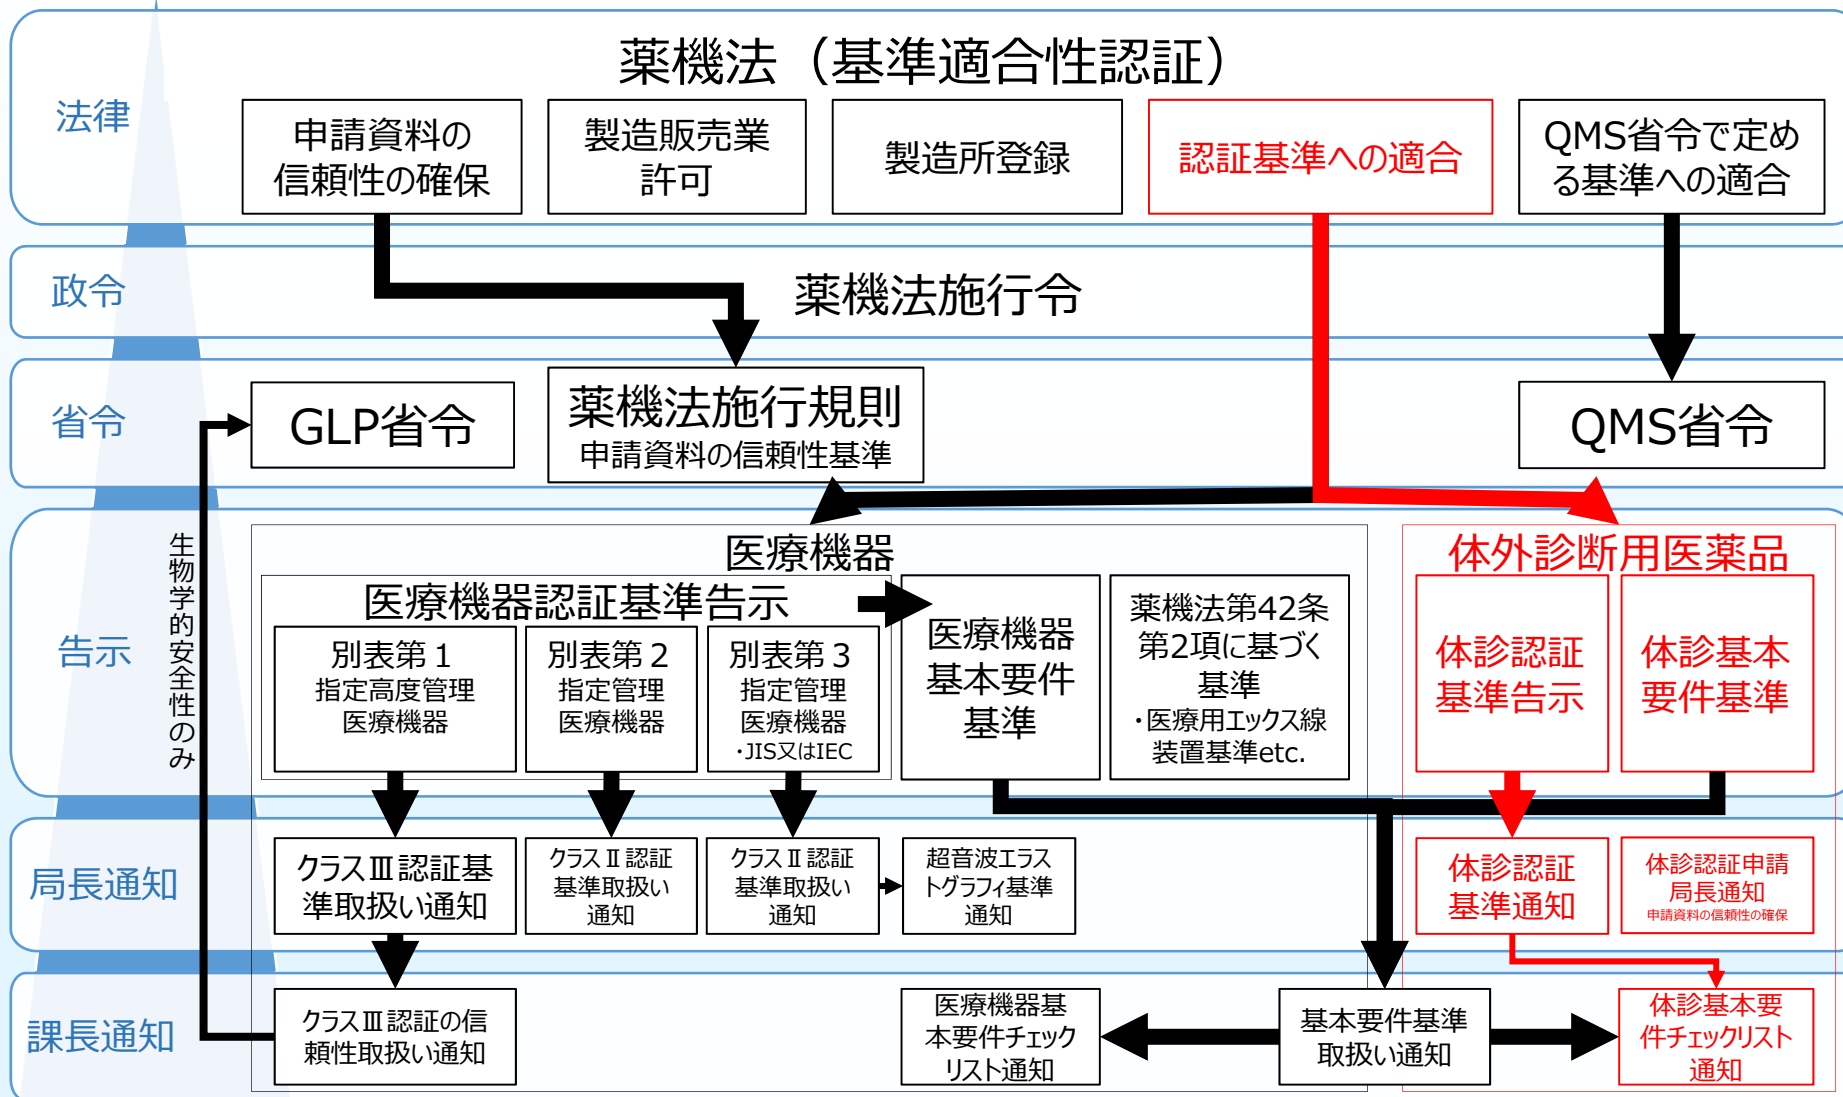 薬機法（基準適合性認証）
法律
申請資料の
信頼性の確保
製造販売業
許可
製造所登録
認証基準への適合
QMS省令で定め
る基準への適合
政令
薬機法施行令
省令
GLP省令
薬機法施行規則
申請資料の信頼性基準
QMS省令
告示
生物学的安全性のみ
医療機器
医療機器認証基準告示
別表第１
指定高度管理
医療機器
別表第２
指定管理
医療機器
別表第３
指定管理
医療機器
・JIS又はIEC
医療機器
基本要件
基準
薬機法第42条
第2項に基づく
基準
・医療用エックス線
装置基準etc.
体外診断用医薬品
体診認証
基準告示
体診基本
要件基準
局長通知
クラスⅢ認証基
準取扱い通知
クラスⅡ認証
基準取扱い
通知
クラスⅡ認証
基準取扱い
通知
超音波エラス
トグラフィ基準
通知
体診認証
基準通知
体診認証申請
局長通知
申請資料の信頼性の確保
課長通知
クラスⅢ認証の信
頼性取扱い通知
医療機器基
本要件チェック
リスト通知
基本要件基準
取扱い通知
体診基本要
件チェックリスト
通知